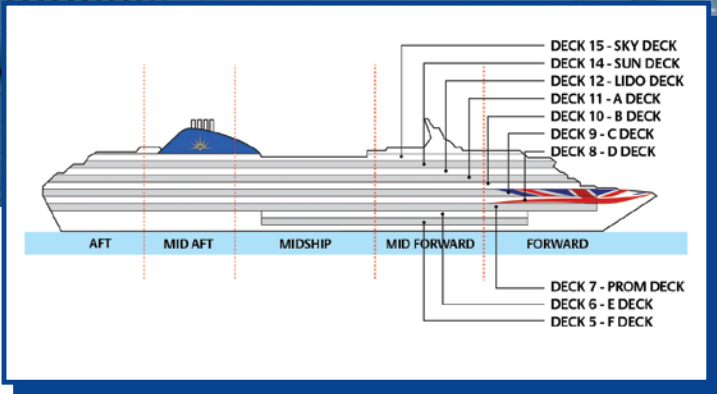 DECK 15 - SKY DECK
DECK 14 - SUN DECK
DECK 12 - LIDO DECK
DECK 11 - A DECK
DECK 10 - B DECK
DECK 9 - C DECK
DECK 8 - D DECK
AFT
MID AFT
MIDSHIP
MID FORWARD
FORWARD
DECK 7 - PROM DECK
DECK 6 - E DECK
DECK 5 - F DECK